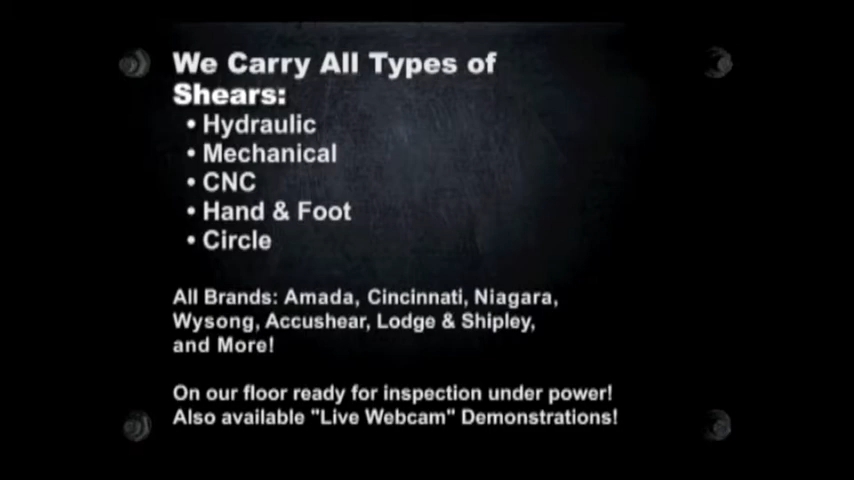 We Carry All Types of
Shears:
• Hydraulic
• Mechanical
• CNC
• Hand & Foot
• Circle
All Brands: Amada, Cincinnati, Niagara,
Wysong, Accushear, Lodge & Shipley,
and More!
On our floor ready for inspection under power!
Also available "Live Webcam" Demonstrations!